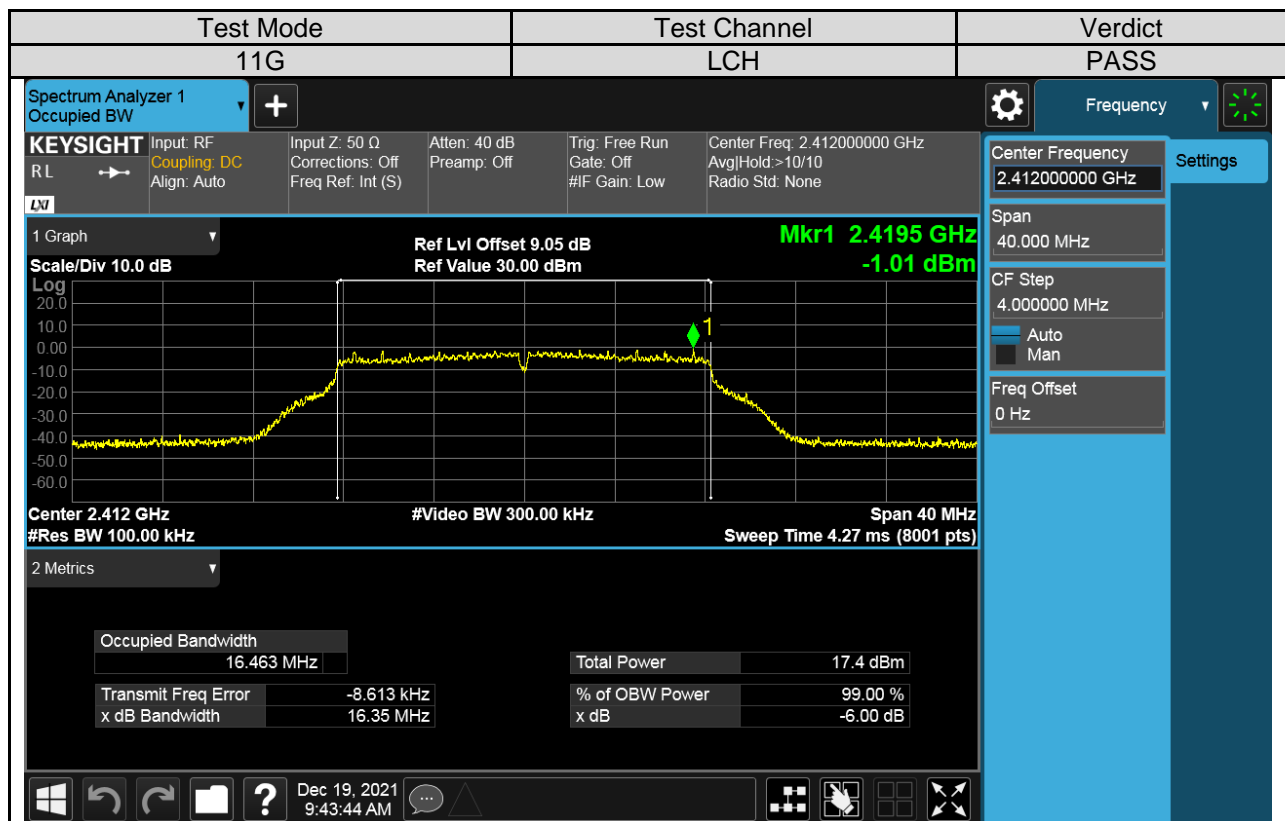 Test Mode Test Channel Verdict
11G LCH PASS
Spectrum Analyzer 1
Occupied BW
+
Frequency
KEYSIGHT
RL
LXI
Input: RF
Coupling: DC
Align: Auto
Input Z: 50 Ω
Corrections: Off
Freq Ref: Int (S)
Atten: 40 dB
Preamp: Off
Trig: Free Run
Gate: Off
#IF Gain: Low
Center Freq: 2.412000000 GHz
Avg|Hold:>10/10
Radio Std: None
Center Frequency
2.412000000 GHz
Settings
Span
40.000 MHz
CF Step
4.000000 MHz
Auto
Man
Freq Offset
0 Hz
1 Graph
Scale/Div 10.0 dB
Ref Lvl Offset 9.05 dB
Ref Value 30.00 dBm
Mkr1 2.4195 GHz
-1.01 dBm
Log
20.0
10.0
0.00
-10.0
-20.0
-30.0
-40.0
-50.0
-60.0
1
Center 2.412 GHz
#Res BW 100.00 kHz
#Video BW 300.00 kHz
Span 40 MHz
Sweep Time 4.27 ms (8001 pts)
2 Metrics
Occupied Bandwidth
16.463 MHz
Total Power 17.4 dBm
Transmit Freq Error -8.613 kHz
% of OBW Power 99.00 %
x dB Bandwidth 16.35 MHz
x dB -6.00 dB
?
Dec 19, 2021
9:43:44 AM